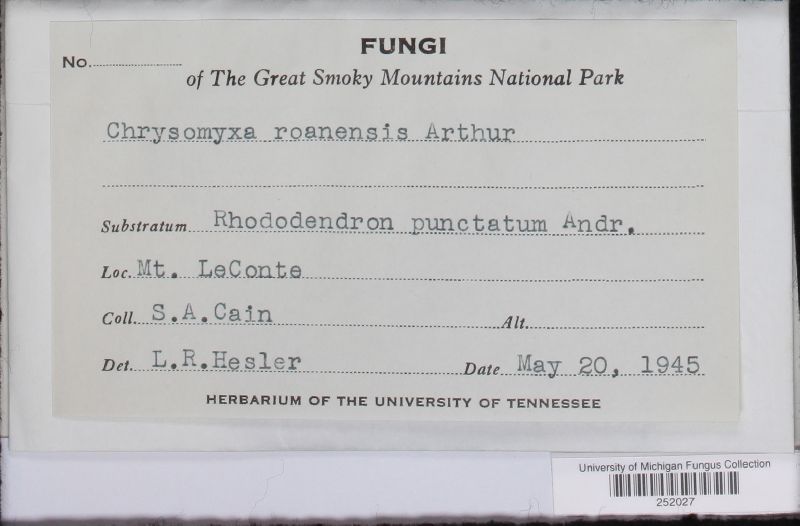 FUNGI
No.
of The Great Smoky Mountains National Park
Chrysomyxa roanensis Arthur
Substratum Rhododendron punctatum Andr.
Loc. Mt. LeConte
Coll. S.A.Cain Alt.
Det. L.R.Hesler Date May 20, 1945
HERBARIUM OF THE UNIVERSITY OF TENNESSEE
University of Michigan Fungus Collection
252027